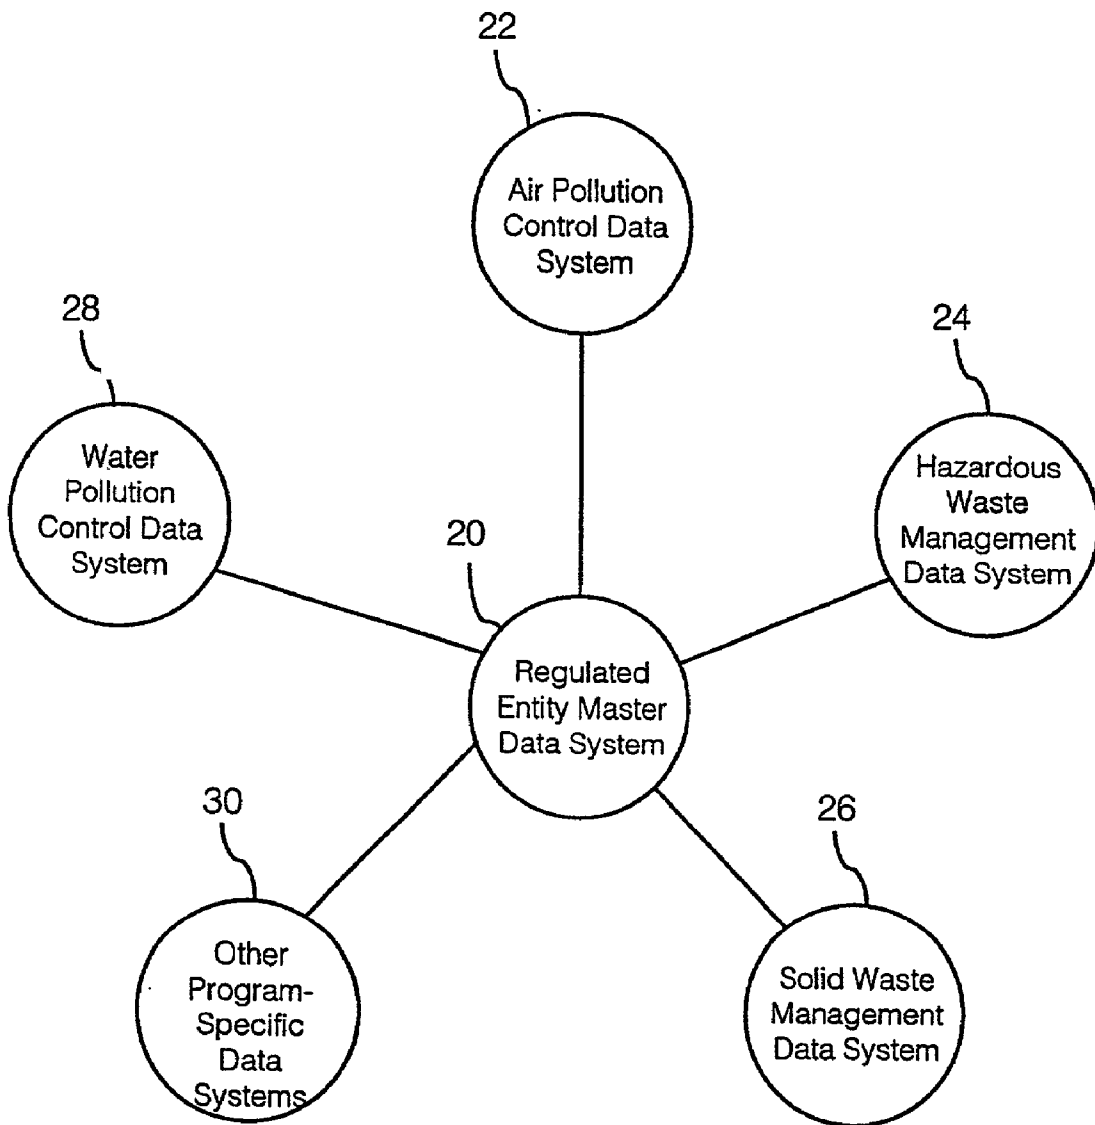 22
Air Pollution
Control Data
System
28
Water
Pollution
Control Data
System
24
Hazardous
Waste
Management
Data System
20
Regulated
Entity Master
Data System
30
Other
Program-
Specific
Data
Systems
26
Solid Waste
Management
Data System